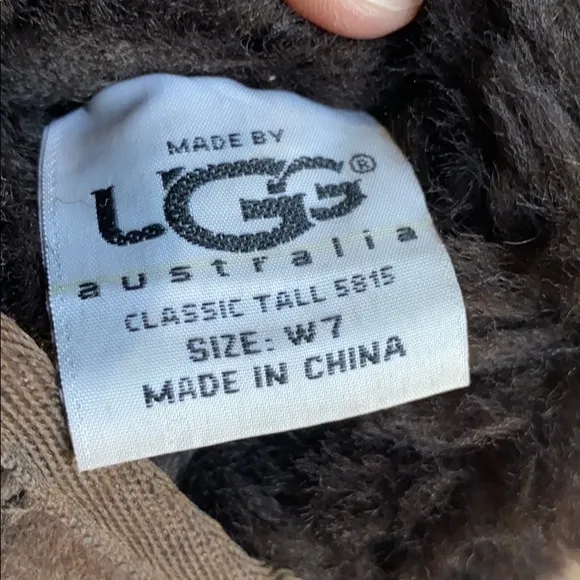 MADE BY
UGG®
australia
CLASSIC TALL 5815
SIZE: W7
MADE IN CHINA